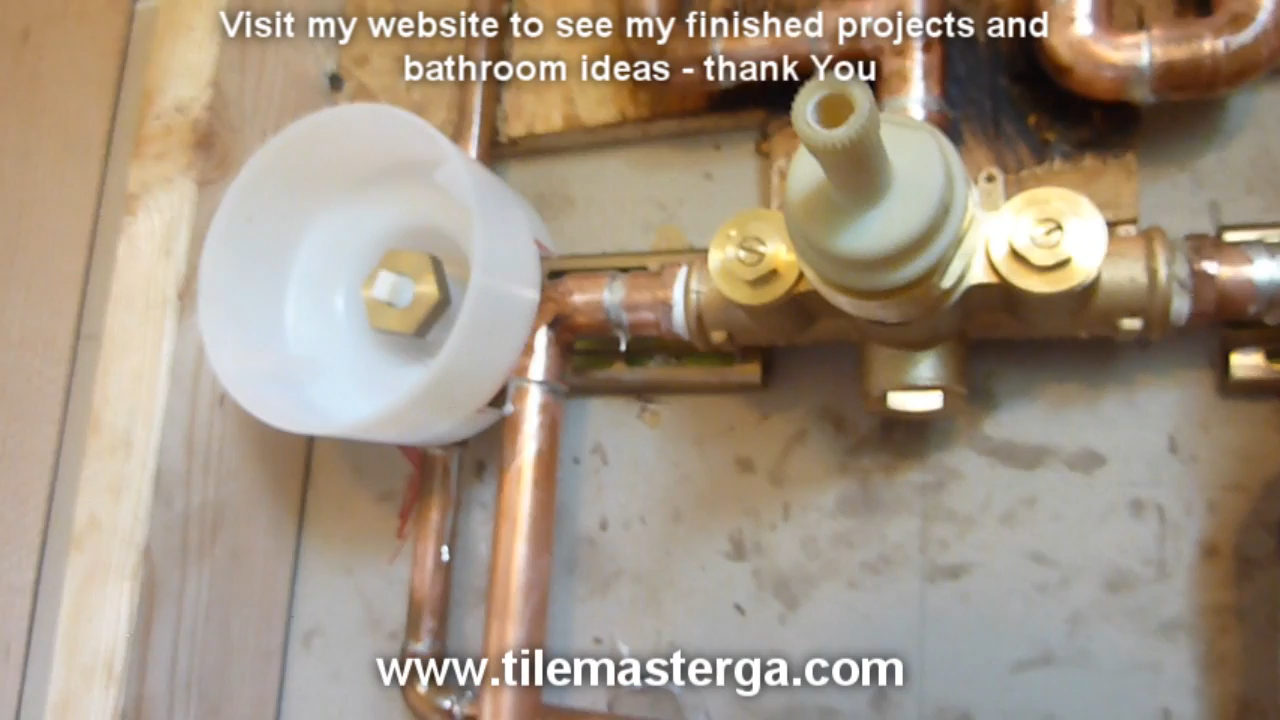 Visit my website to see my finished projects and
bathroom ideas - thank You
www.tilemasterga.com